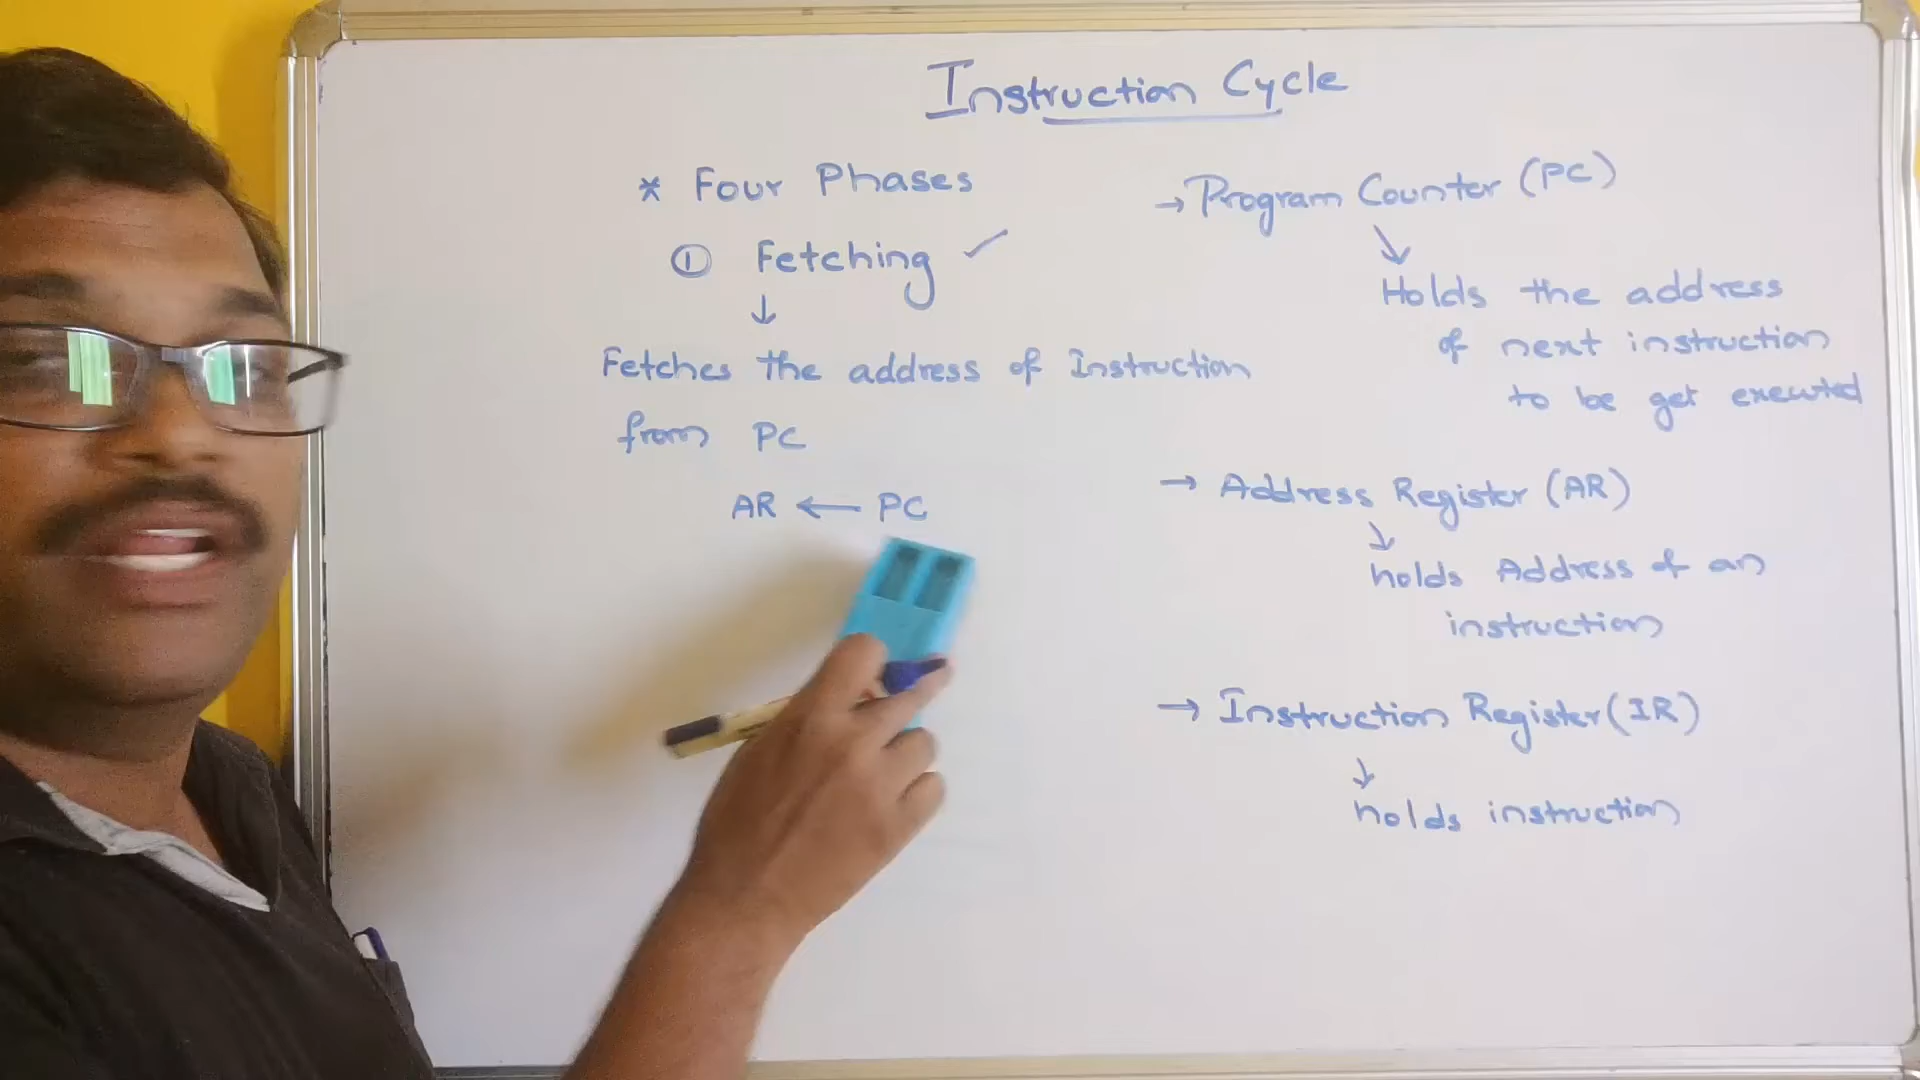 Instruction Cycle
* Four Phases
① Fetching ✓
↓
Fetches the address of Instruction
from PC
AR ← PC
→ Program Counter (PC)
↓
Holds the address
of next instruction
to be get executed
→ Address Register (AR)
↓
holds Address of an
instruction
→ Instruction Register (IR)
↓
holds instruction